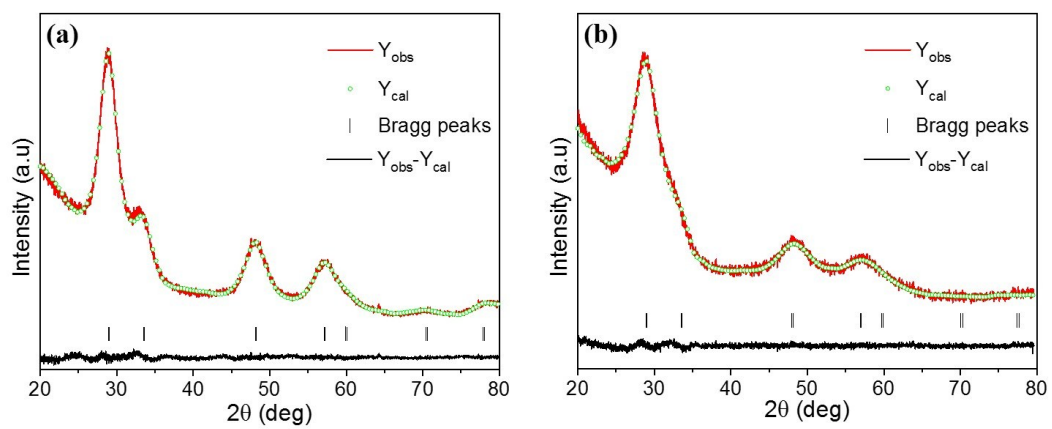 (a)
Y_obs
Y_cal
Bragg peaks
Y_obs-Y_cal
Intensity (a.u)
20 30 40 50 60 70 80
2θ (deg)
(b)
Y_obs
Y_cal
Bragg peaks
Y_obs-Y_cal
Intensity (a.u)
20 30 40 50 60 70 80
2θ (deg)